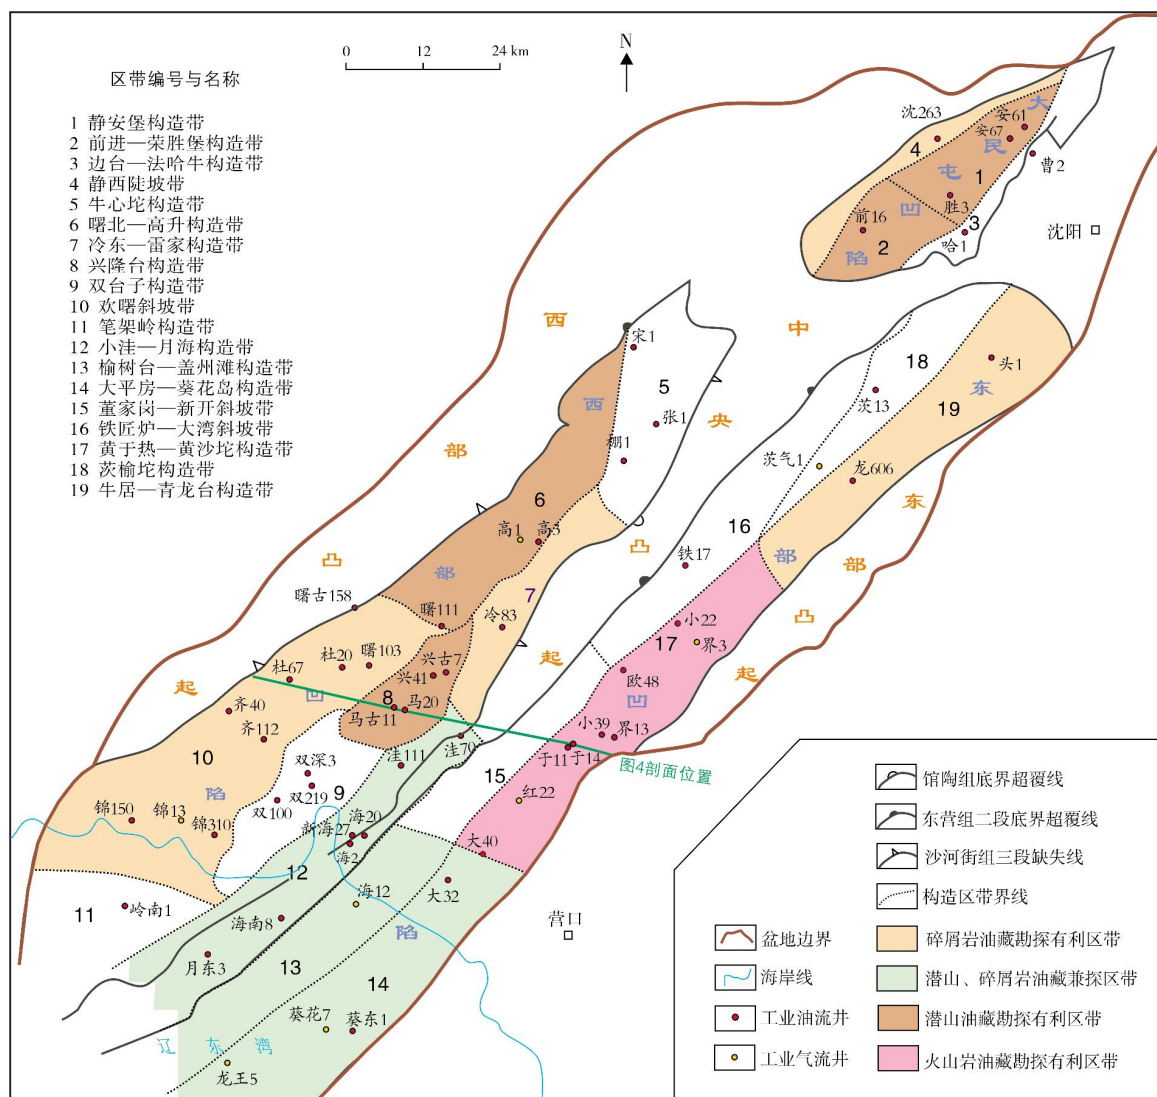 0 12 24 km
N
区带编号与名称
1 静安堡构造带
2 前进—荣胜堡构造带
3 边台—法哈牛构造带
4 静西陡坡带
5 牛心坨构造带
6 曙北—高升构造带
7 冷东—雷家构造带
8 兴隆台构造带
9 双台子构造带
10 欢曙斜坡带
11 笔架岭构造带
12 小洼—月海构造带
13 榆树台—盖州滩构造带
14 大平房—葵花岛构造带
15 董家岗—新开斜坡带
16 铁匠炉—大湾斜坡带
17 黄于热—黄沙坨构造带
18 茨榆坨构造带
19 牛居—青龙台构造带
大民屯凹陷
沈263
安61
安67
4
1
曹2
胜3
前16
3
哈1
2
沈阳
西部凸起
中央凸起
东部凸起
西部凹陷
东部凹陷
宋1
5
张1
棚1
18
头1
茨13
19
茨气1
龙606
6
高1
高3
16
铁17
7
曙古158
曙111
冷83
小22
17
界3
杜20
曙103
兴古7
杜67
兴41
欧48
8
马20
马古11
齐40
齐112
小39
界13
洼70
于11
于14
图4剖面位置
10
双深3
洼111
15
9
双219
双100
红22
锦150
锦13
锦310
海20
新海27
海2
大40
12
11
岭南1
海12
大32
营口
海南8
月东3
13
14
葵花7
葵东1
辽东湾
龙王5
馆陶组底界超覆线
东营组二段底界超覆线
沙河街组三段缺失线
构造区带界线
盆地边界
碎屑岩油藏勘探有利区带
海岸线
潜山、碎屑岩油藏兼探区带
工业油流井
潜山油藏勘探有利区带
工业气流井
火山岩油藏勘探有利区带